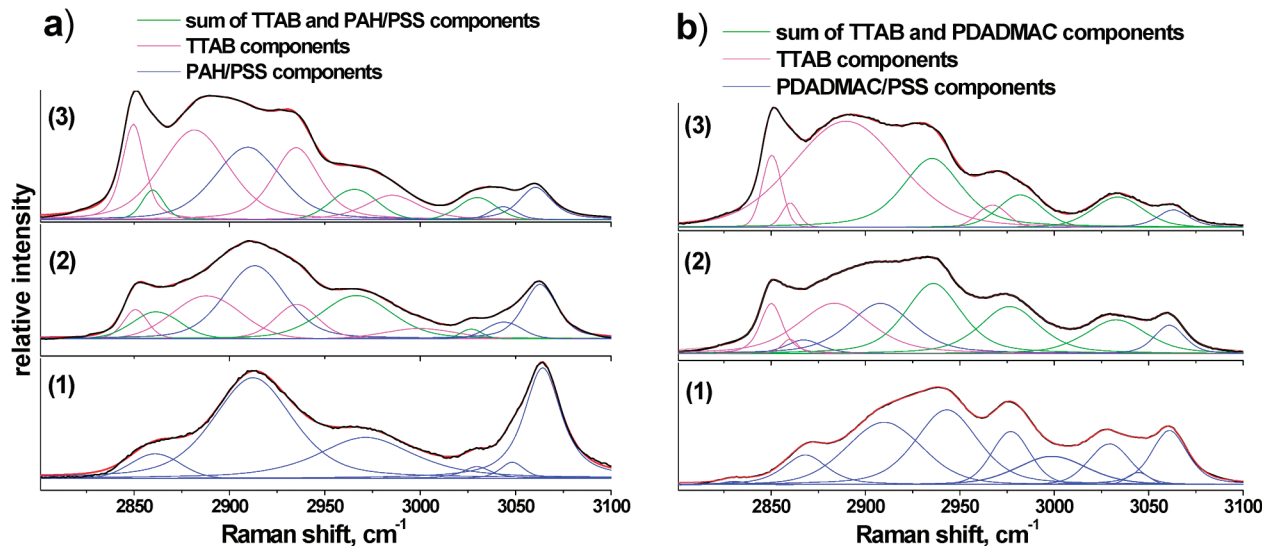 a)
sum of TTAB and PAH/PSS components
TTAB components
PAH/PSS components
(3)
(2)
(1)
relative intensity
2850 2900 2950 3000 3050 3100
Raman shift, cm-1
b)
sum of TTAB and PDADMAC components
TTAB components
PDADMAC/PSS components
(3)
(2)
(1)
2850 2900 2950 3000 3050 3100
Raman shift, cm-1